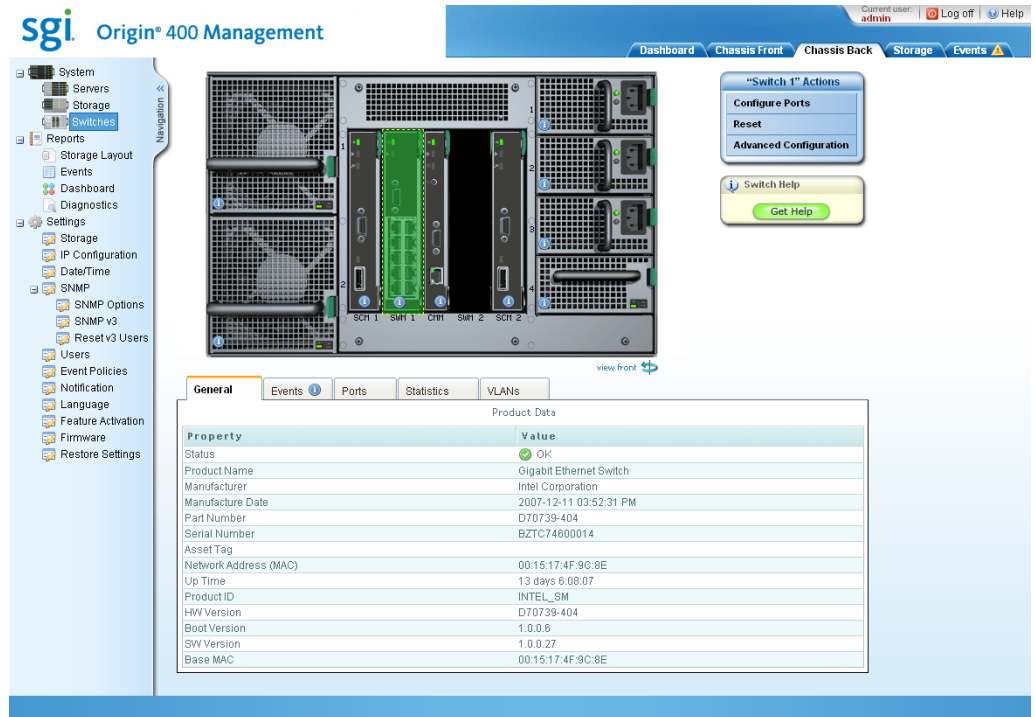 sgi. Origin® 400 Management
Current user: admin
Log off
Help
Dashboard
Chassis Front
Chassis Back
Storage
Events
System
Servers
Storage
Switches
Reports
Storage Layout
Events
Dashboard
Diagnostics
Settings
Storage
IP Configuration
Date/Time
SNMP
SNMP Options
SNMP v3
Reset v3 Users
Users
Event Policies
Notification
Language
Feature Activation
Firmware
Restore Settings
Navigation
1
2
1
2
3
4
SCM 1 SWM 1 CMM SWM 2 SCM 2
view front
"Switch 1" Actions
Configure Ports
Reset
Advanced Configuration
Switch Help
Get Help
General
Events
Ports
Statistics
VLANs
Product Data
Property Value
Status OK
Product Name Gigabit Ethernet Switch
Manufacturer Intel Corporation
Manufacture Date 2007-12-11 03:52:31 PM
Part Number D70739-404
Serial Number BZTC74600014
Asset Tag
Network Address (MAC) 00:15:17:4F:9C:8E
Up Time 13 days 6:08:07
Product ID INTEL_SM
HW Version D70739-404
Boot Version 1.0.0.6
SW Version 1.0.0.27
Base MAC 00:15:17:4F:9C:8E